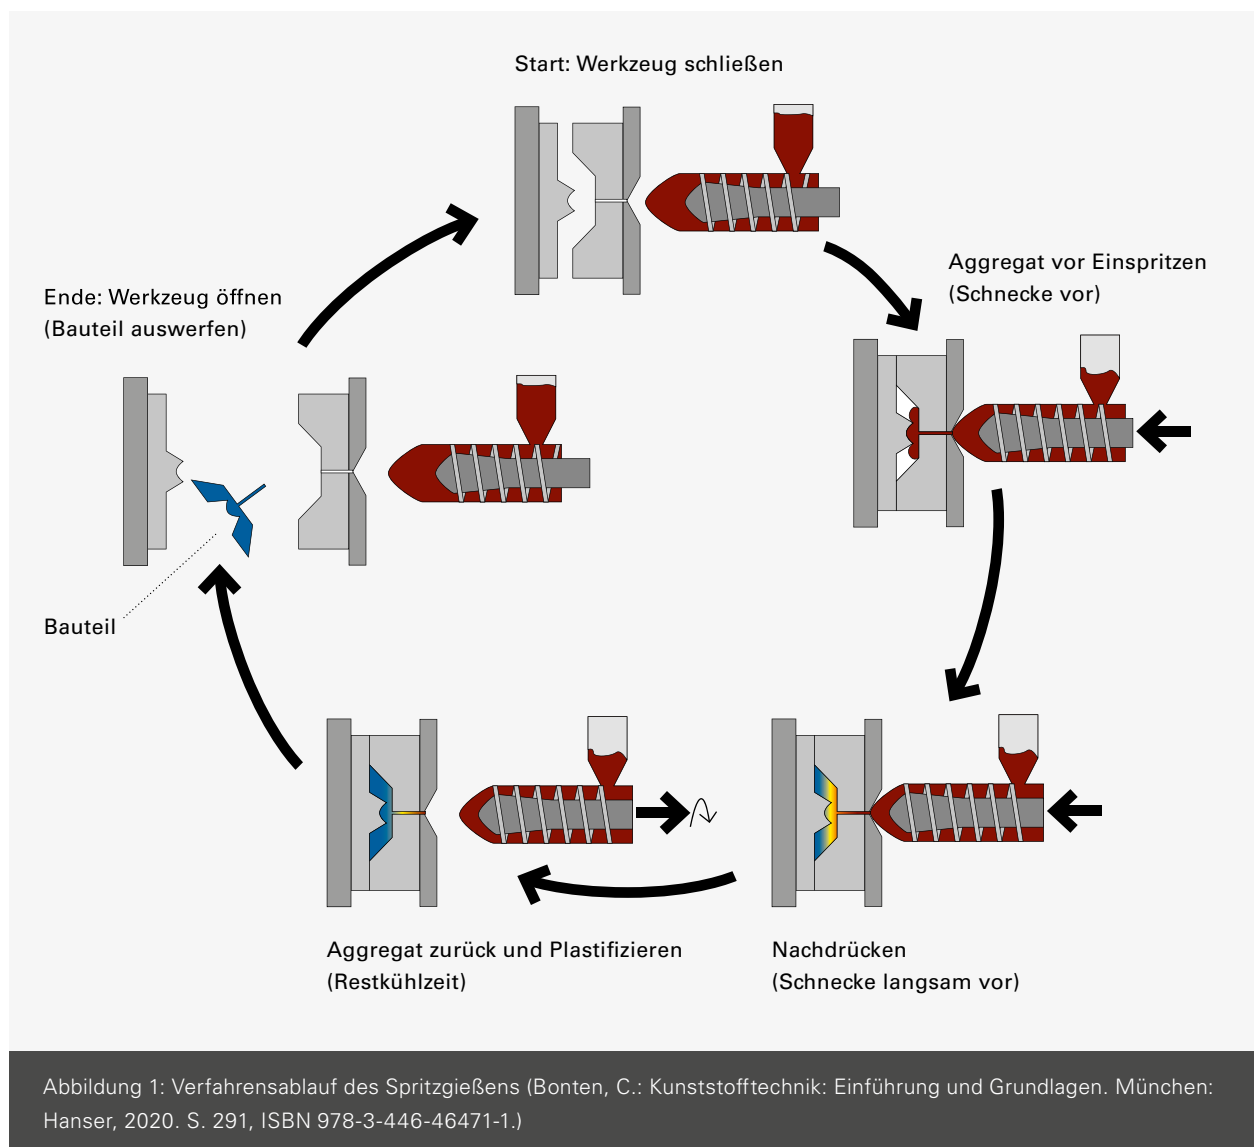 Start: Werkzeug schließen
Aggregat vor Einspritzen
(Schnecke vor)
Ende: Werkzeug öffnen
(Bauteil auswerfen)
Bauteil
Aggregat zurück und Plastifizieren
(Restkühlzeit)
Nachdrücken
(Schnecke langsam vor)
Abbildung 1: Verfahrensablauf des Spritzgießens (Bonten, C.: Kunststofftechnik: Einführung und Grundlagen. München:
Hanser, 2020. S. 291, ISBN 978-3-446-46471-1.)